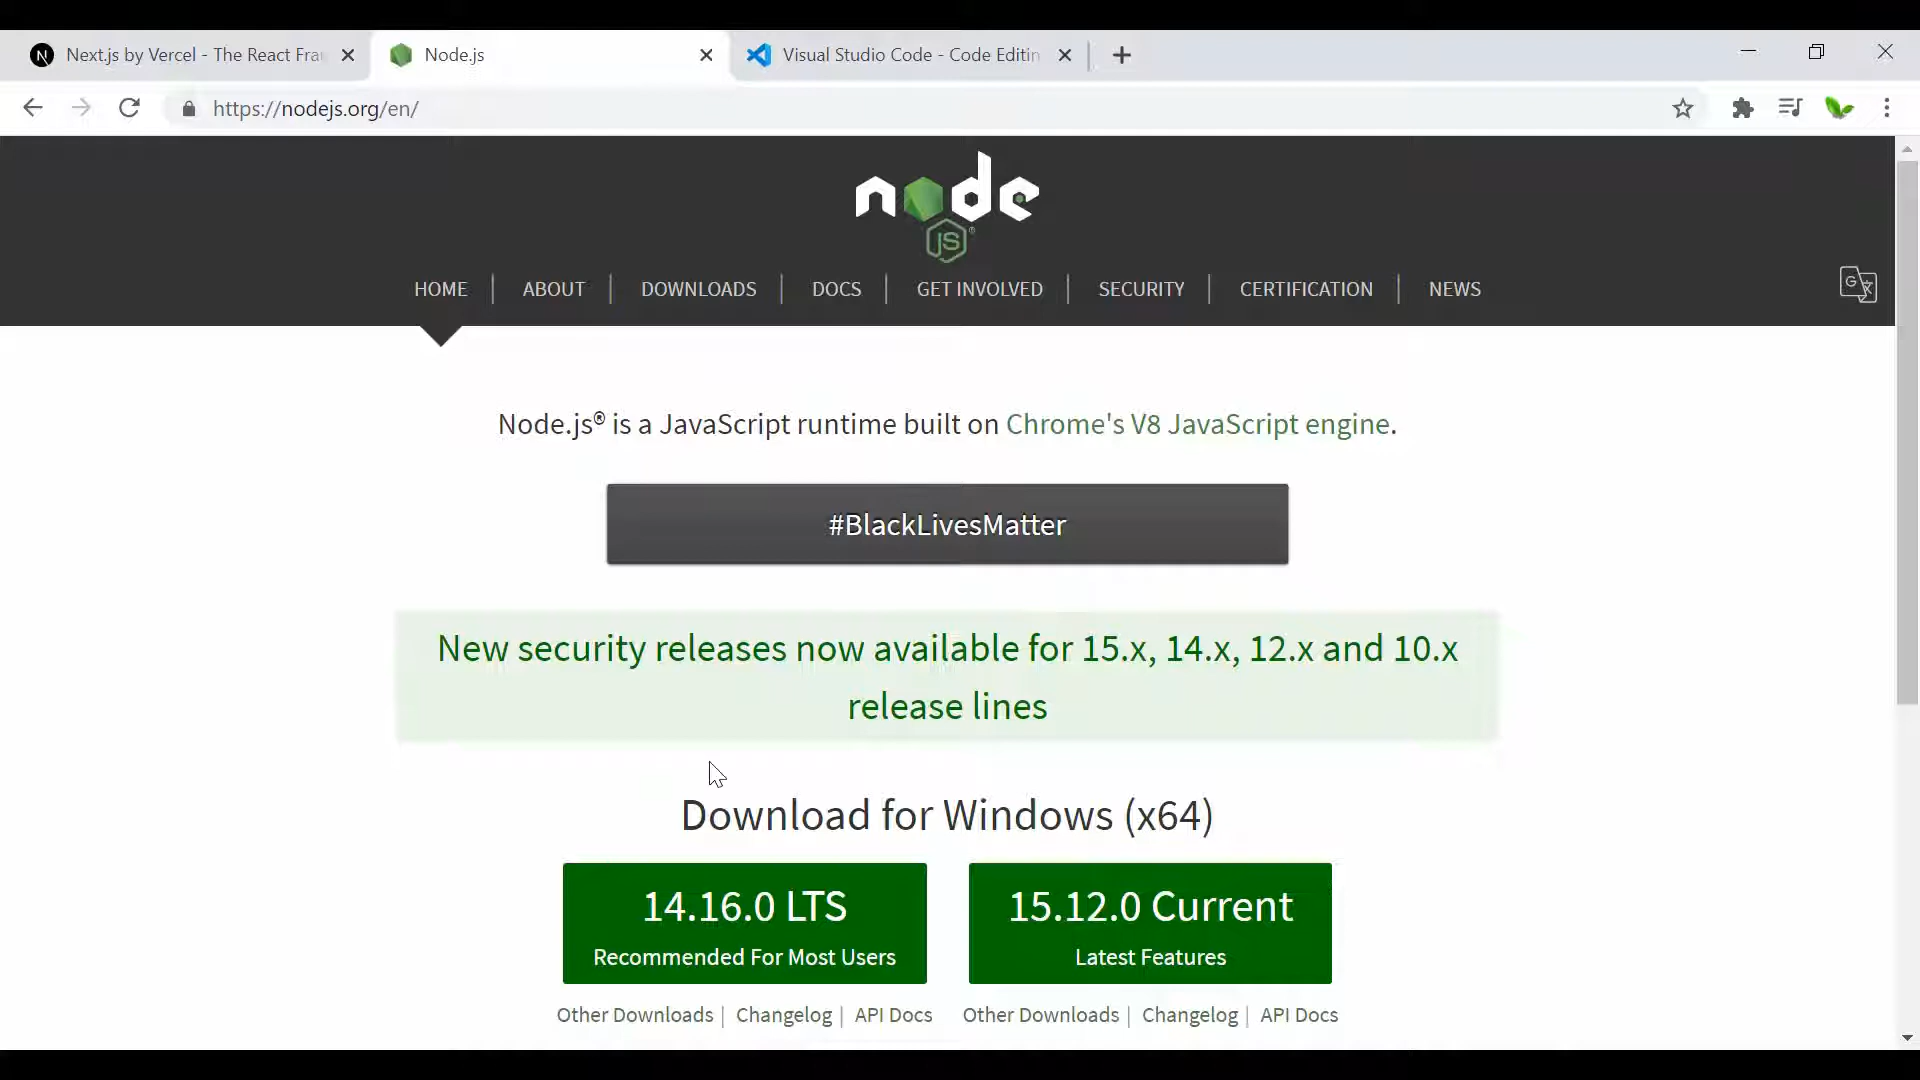 Next.js by Vercel - The React Fra
Node.js
Visual Studio Code - Code Editin
https://nodejs.org/en/
node
JS
HOME
ABOUT
DOWNLOADS
DOCS
GET INVOLVED
SECURITY
CERTIFICATION
NEWS
Node.js® is a JavaScript runtime built on Chrome's V8 JavaScript engine.
#BlackLivesMatter
New security releases now available for 15.x, 14.x, 12.x and 10.x
release lines
Download for Windows (x64)
14.16.0 LTS
Recommended For Most Users
15.12.0 Current
Latest Features
Other Downloads | Changelog | API Docs
Other Downloads | Changelog | API Docs